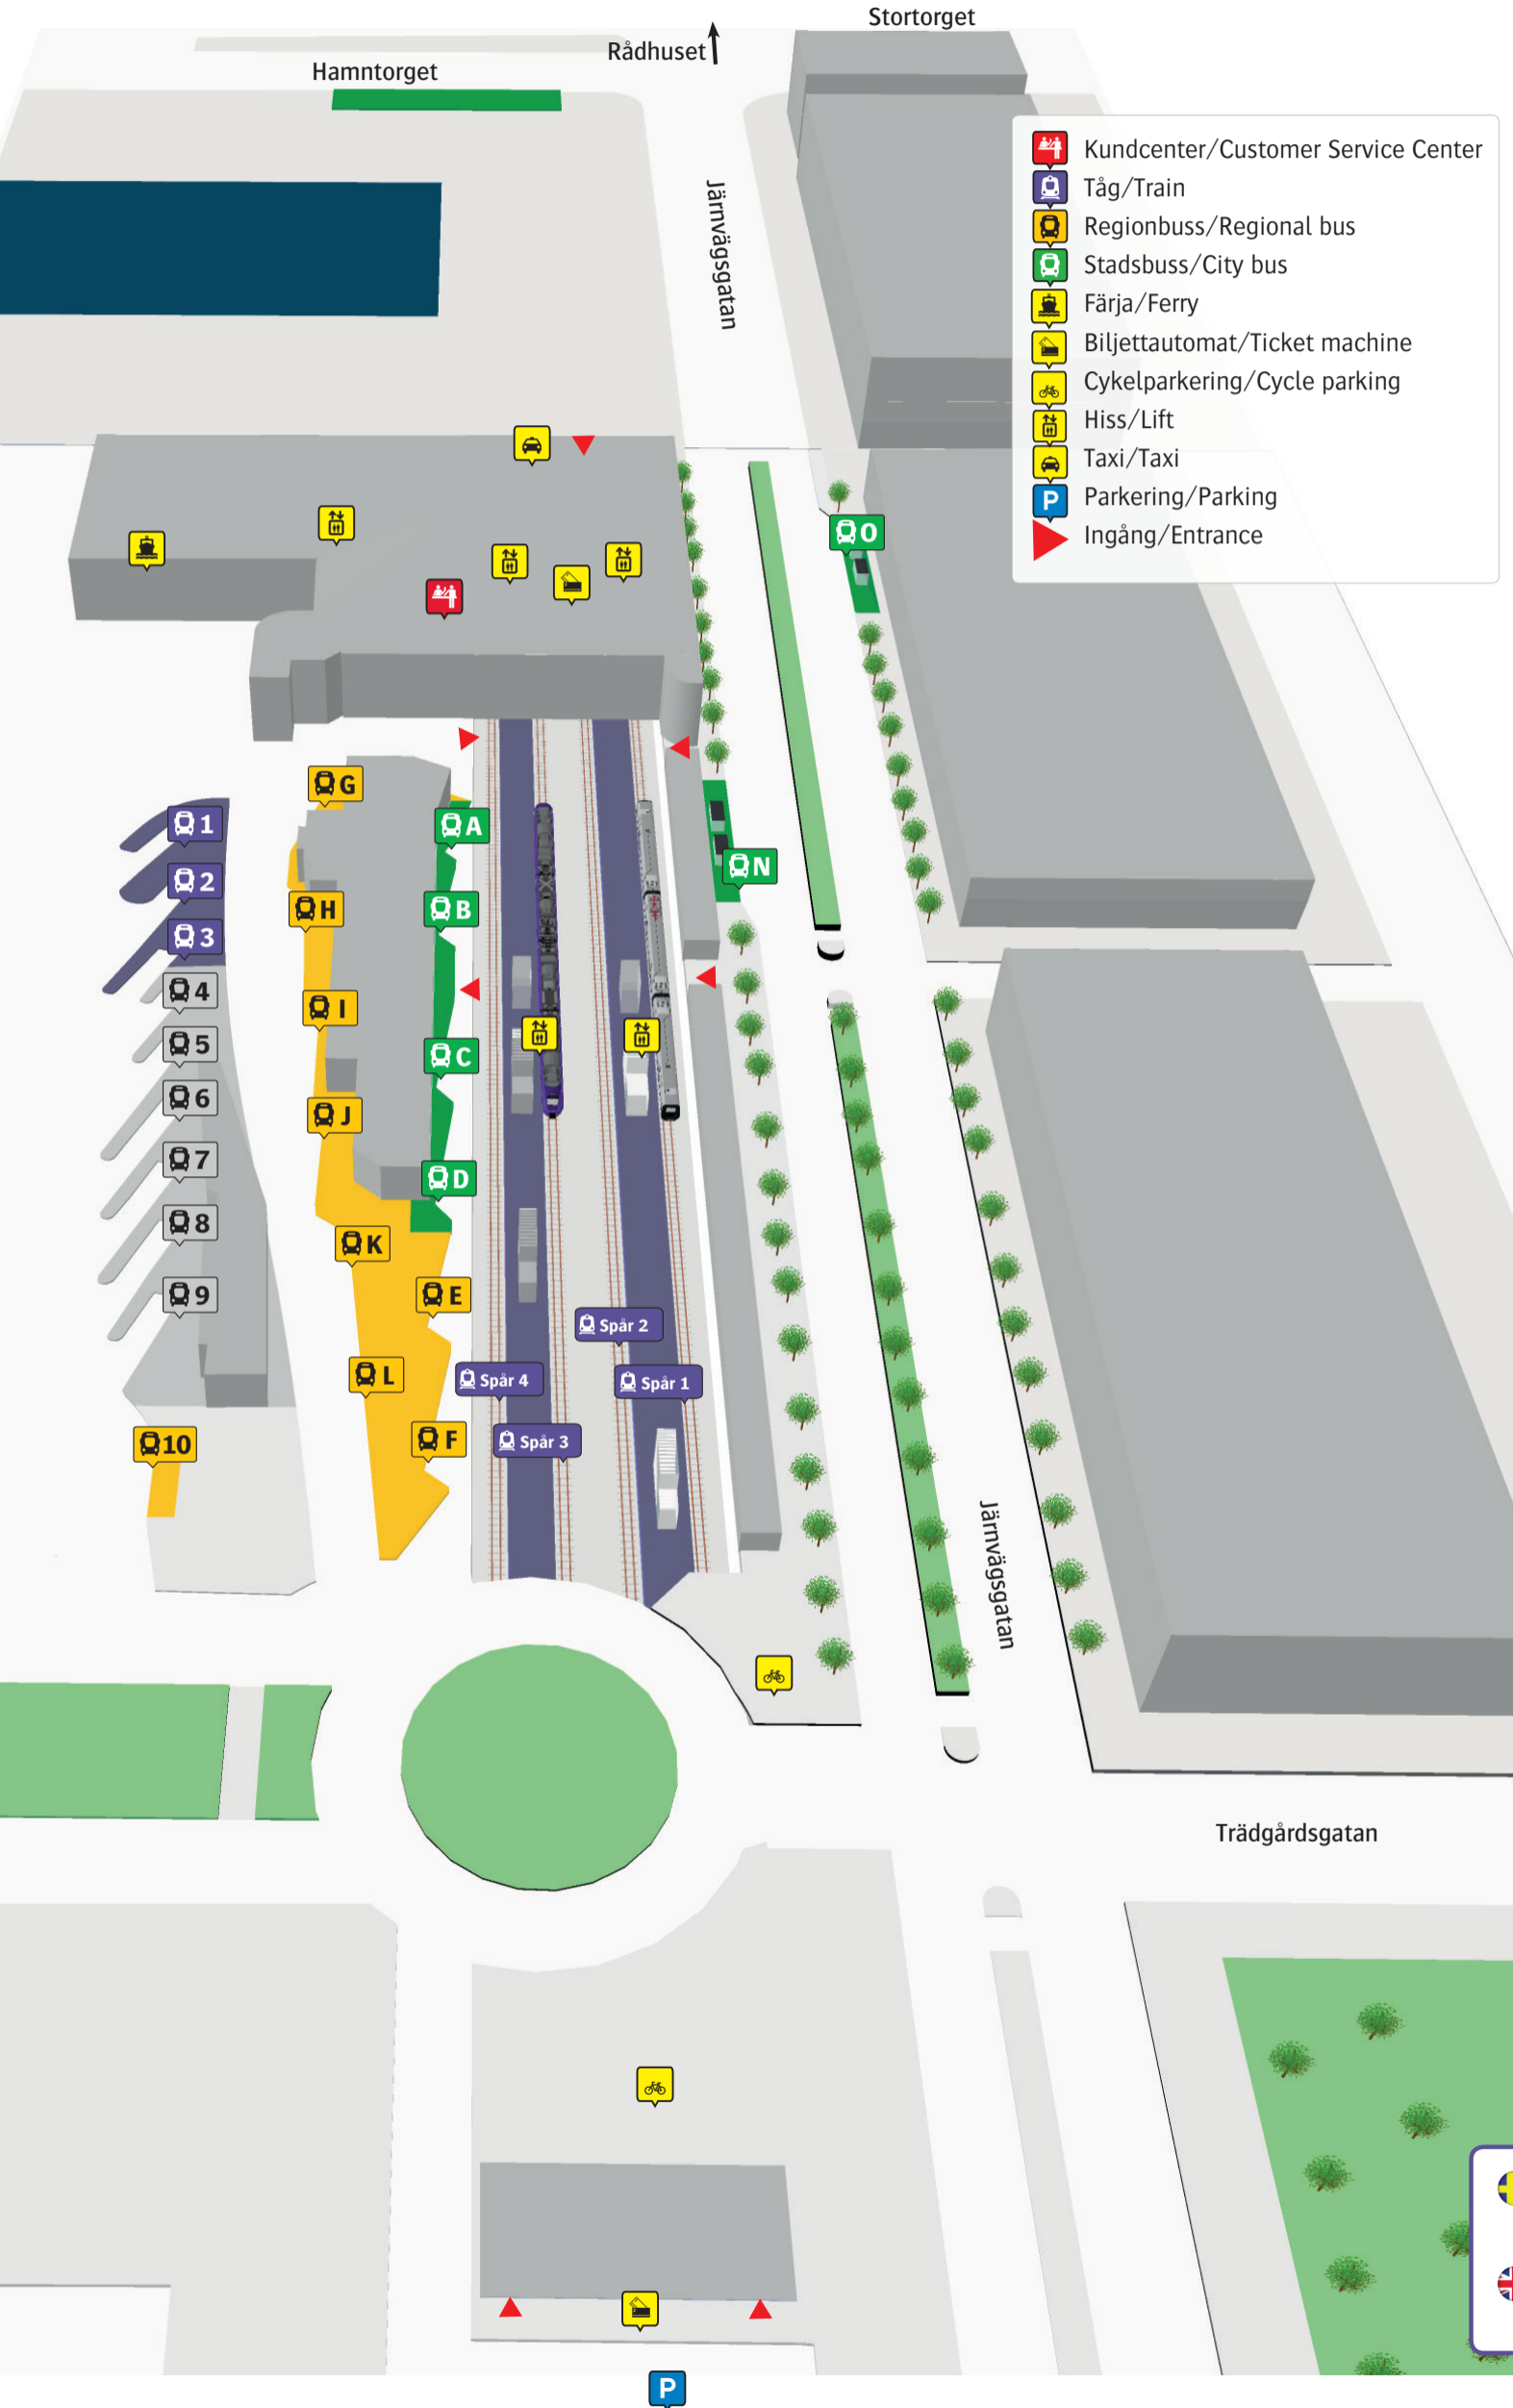 Stortorget
Rådhuset
Hamntorget
Kundcenter/Customer Service Center
Tåg/Train
Regionbuss/Regional bus
Stadsbuss/City bus
Färja/Ferry
Biljettautomat/Ticket machine
Cykelparkering/Cycle parking
Hiss/Lift
Taxi/Taxi
P Parkering/Parking
Ingång/Entrance
Järnvägsgatan
O
G
1
A
N
2
H
B
3
4
I
5
C
6
J
7
D
8
K
9
E
Spår 2
L
Spår 4
Spår 1
10
F
Spår 3
Järnvägsgatan
Trädgårdsgatan
P